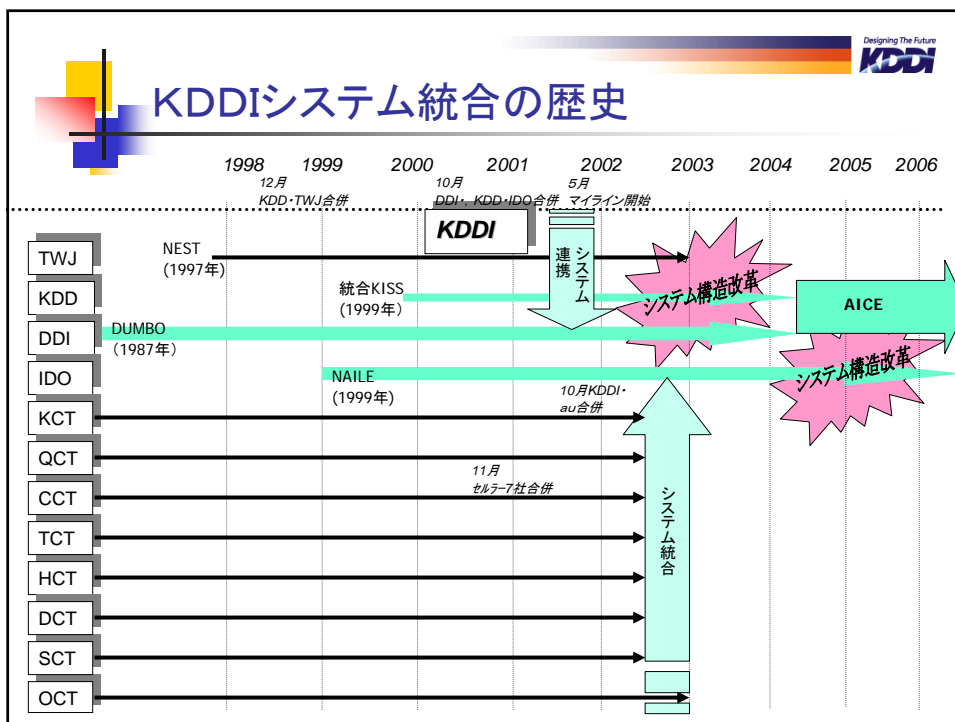 Designing The Future
KDDI
KDDIシステム統合の歴史
1998 1999 2000 2001 2002 2003 2004 2005 2006
12月
KDD・TWJ合併
10月
DDI・, KDD・IDO合併
5月
マイライン開始
KDDI
TWJ
NEST
(1997年)
システム連携
システム構造改革
KDD
統合KISS
(1999年)
AICE
DDI
DUMBO
(1987年)
システム構造改革
IDO
NAILE
(1999年)
10月KDDI・
au合併
KCT
QCT
11月
セルラー7社合併
CCT
システム統合
TCT
HCT
DCT
SCT
OCT